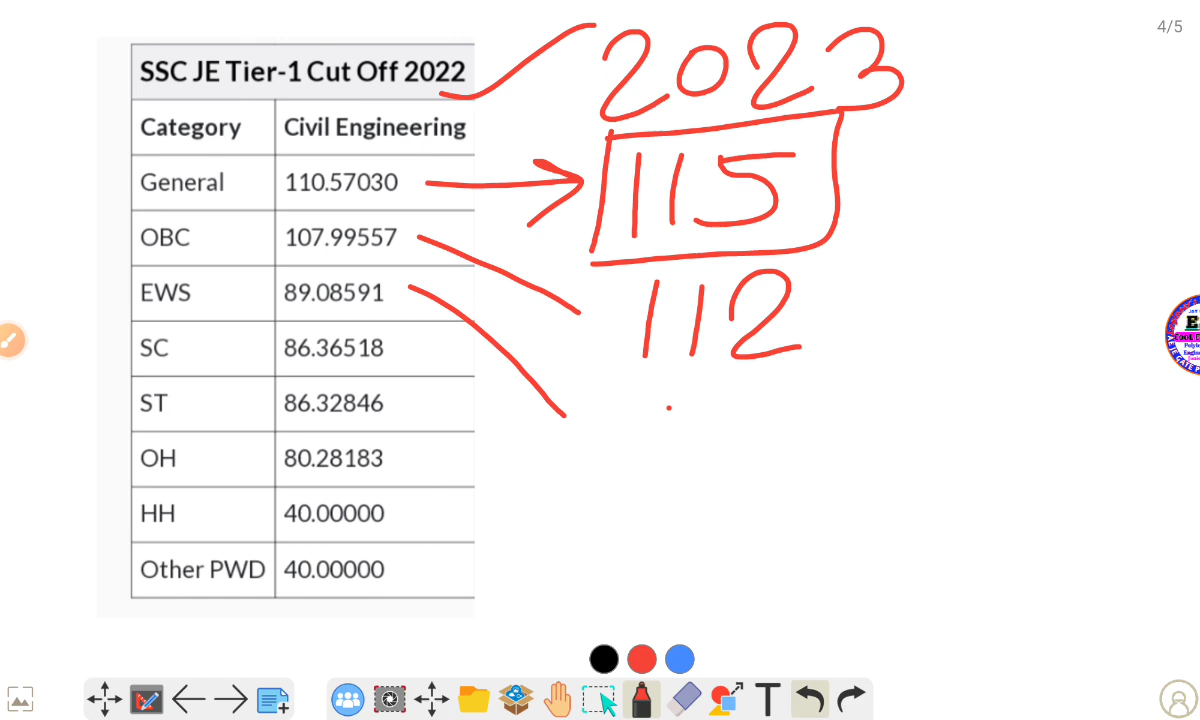 4/5
SSC JE Tier-1 Cut Off 2022
2023
Category Civil Engineering
General 110.57030
115
OBC 107.99557
EWS 89.08591
112
SC 86.36518
ST 86.32846
OH 80.28183
HH 40.00000
Other PWD 40.00000
T